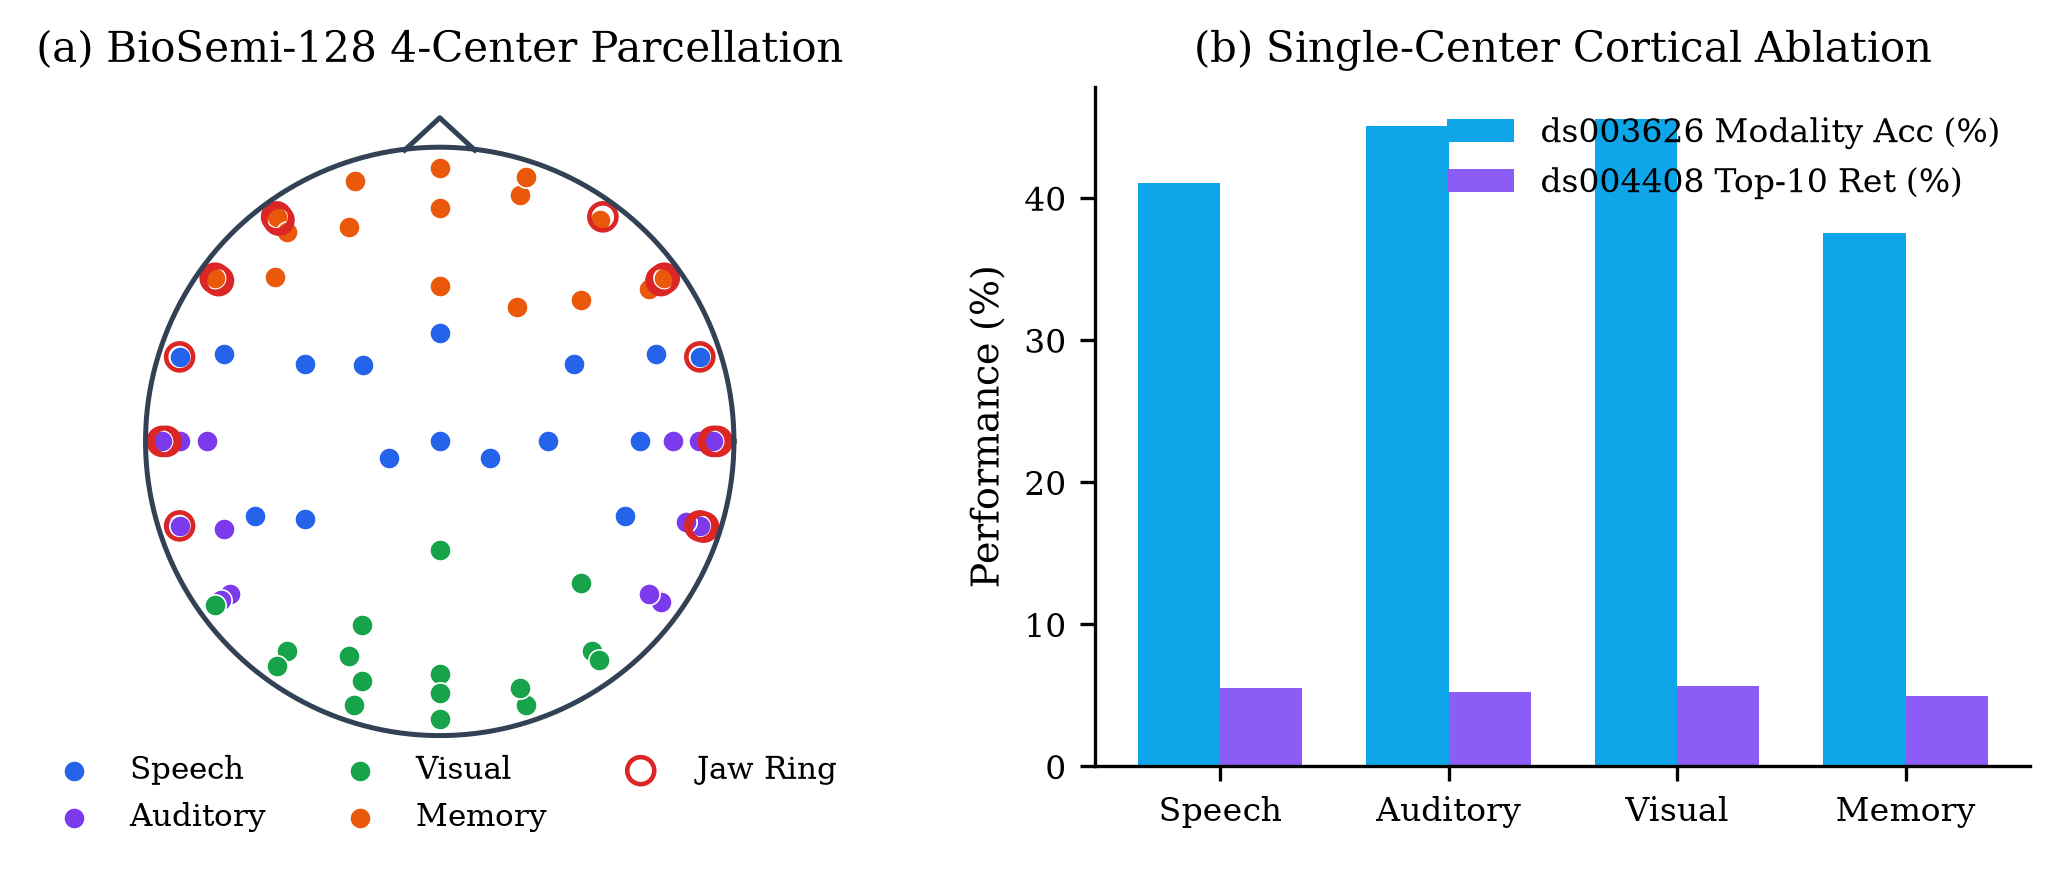 (a) BioSemi-128 4-Center Parcellation
Speech
Auditory
Visual
Memory
Jaw Ring
(b) Single-Center Cortical Ablation
ds003626 Modality Acc (%)
ds004408 Top-10 Ret (%)
Performance (%)
40
30
20
10
0
Speech
Auditory
Visual
Memory